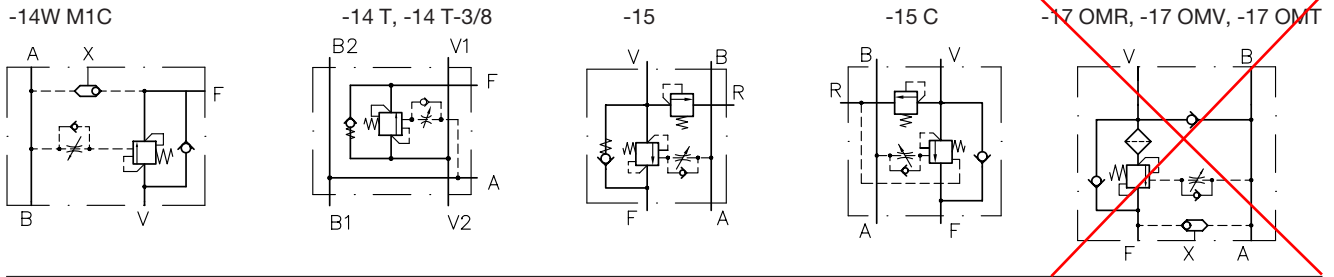 -14W M1C
-14 T, -14 T-3/8
-15
-15 C
-17 OMR, -17 OMV, -17 OMT
A X
F
B V
B2 V1
F
A
B1 V2
V B
R
F A
B V
R
A F
V B
F X A